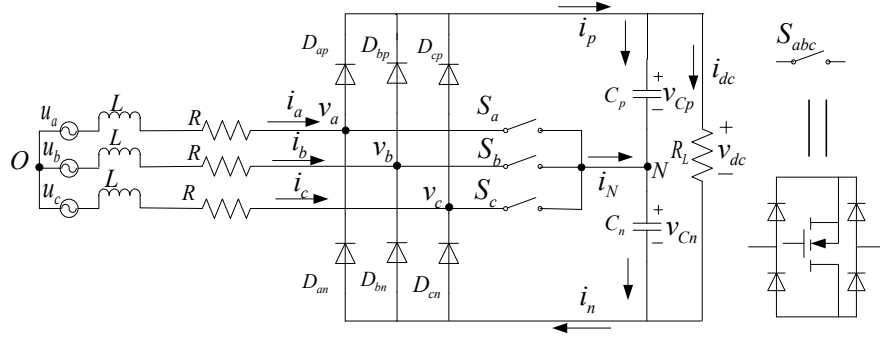 i_p
D_ap
D_bp
D_cp
S_abc
i_dc
C_p
+
v_Cp
−
u_a
L
R
i_a
v_a
S_a
+
O
u_b
L
R
i_b
v_b
S_b
i_N
N
R_L
v_dc
−
u_c
L
R
i_c
v_c
S_c
C_n
+
v_Cn
−
D_an
D_bn
D_cn
i_n